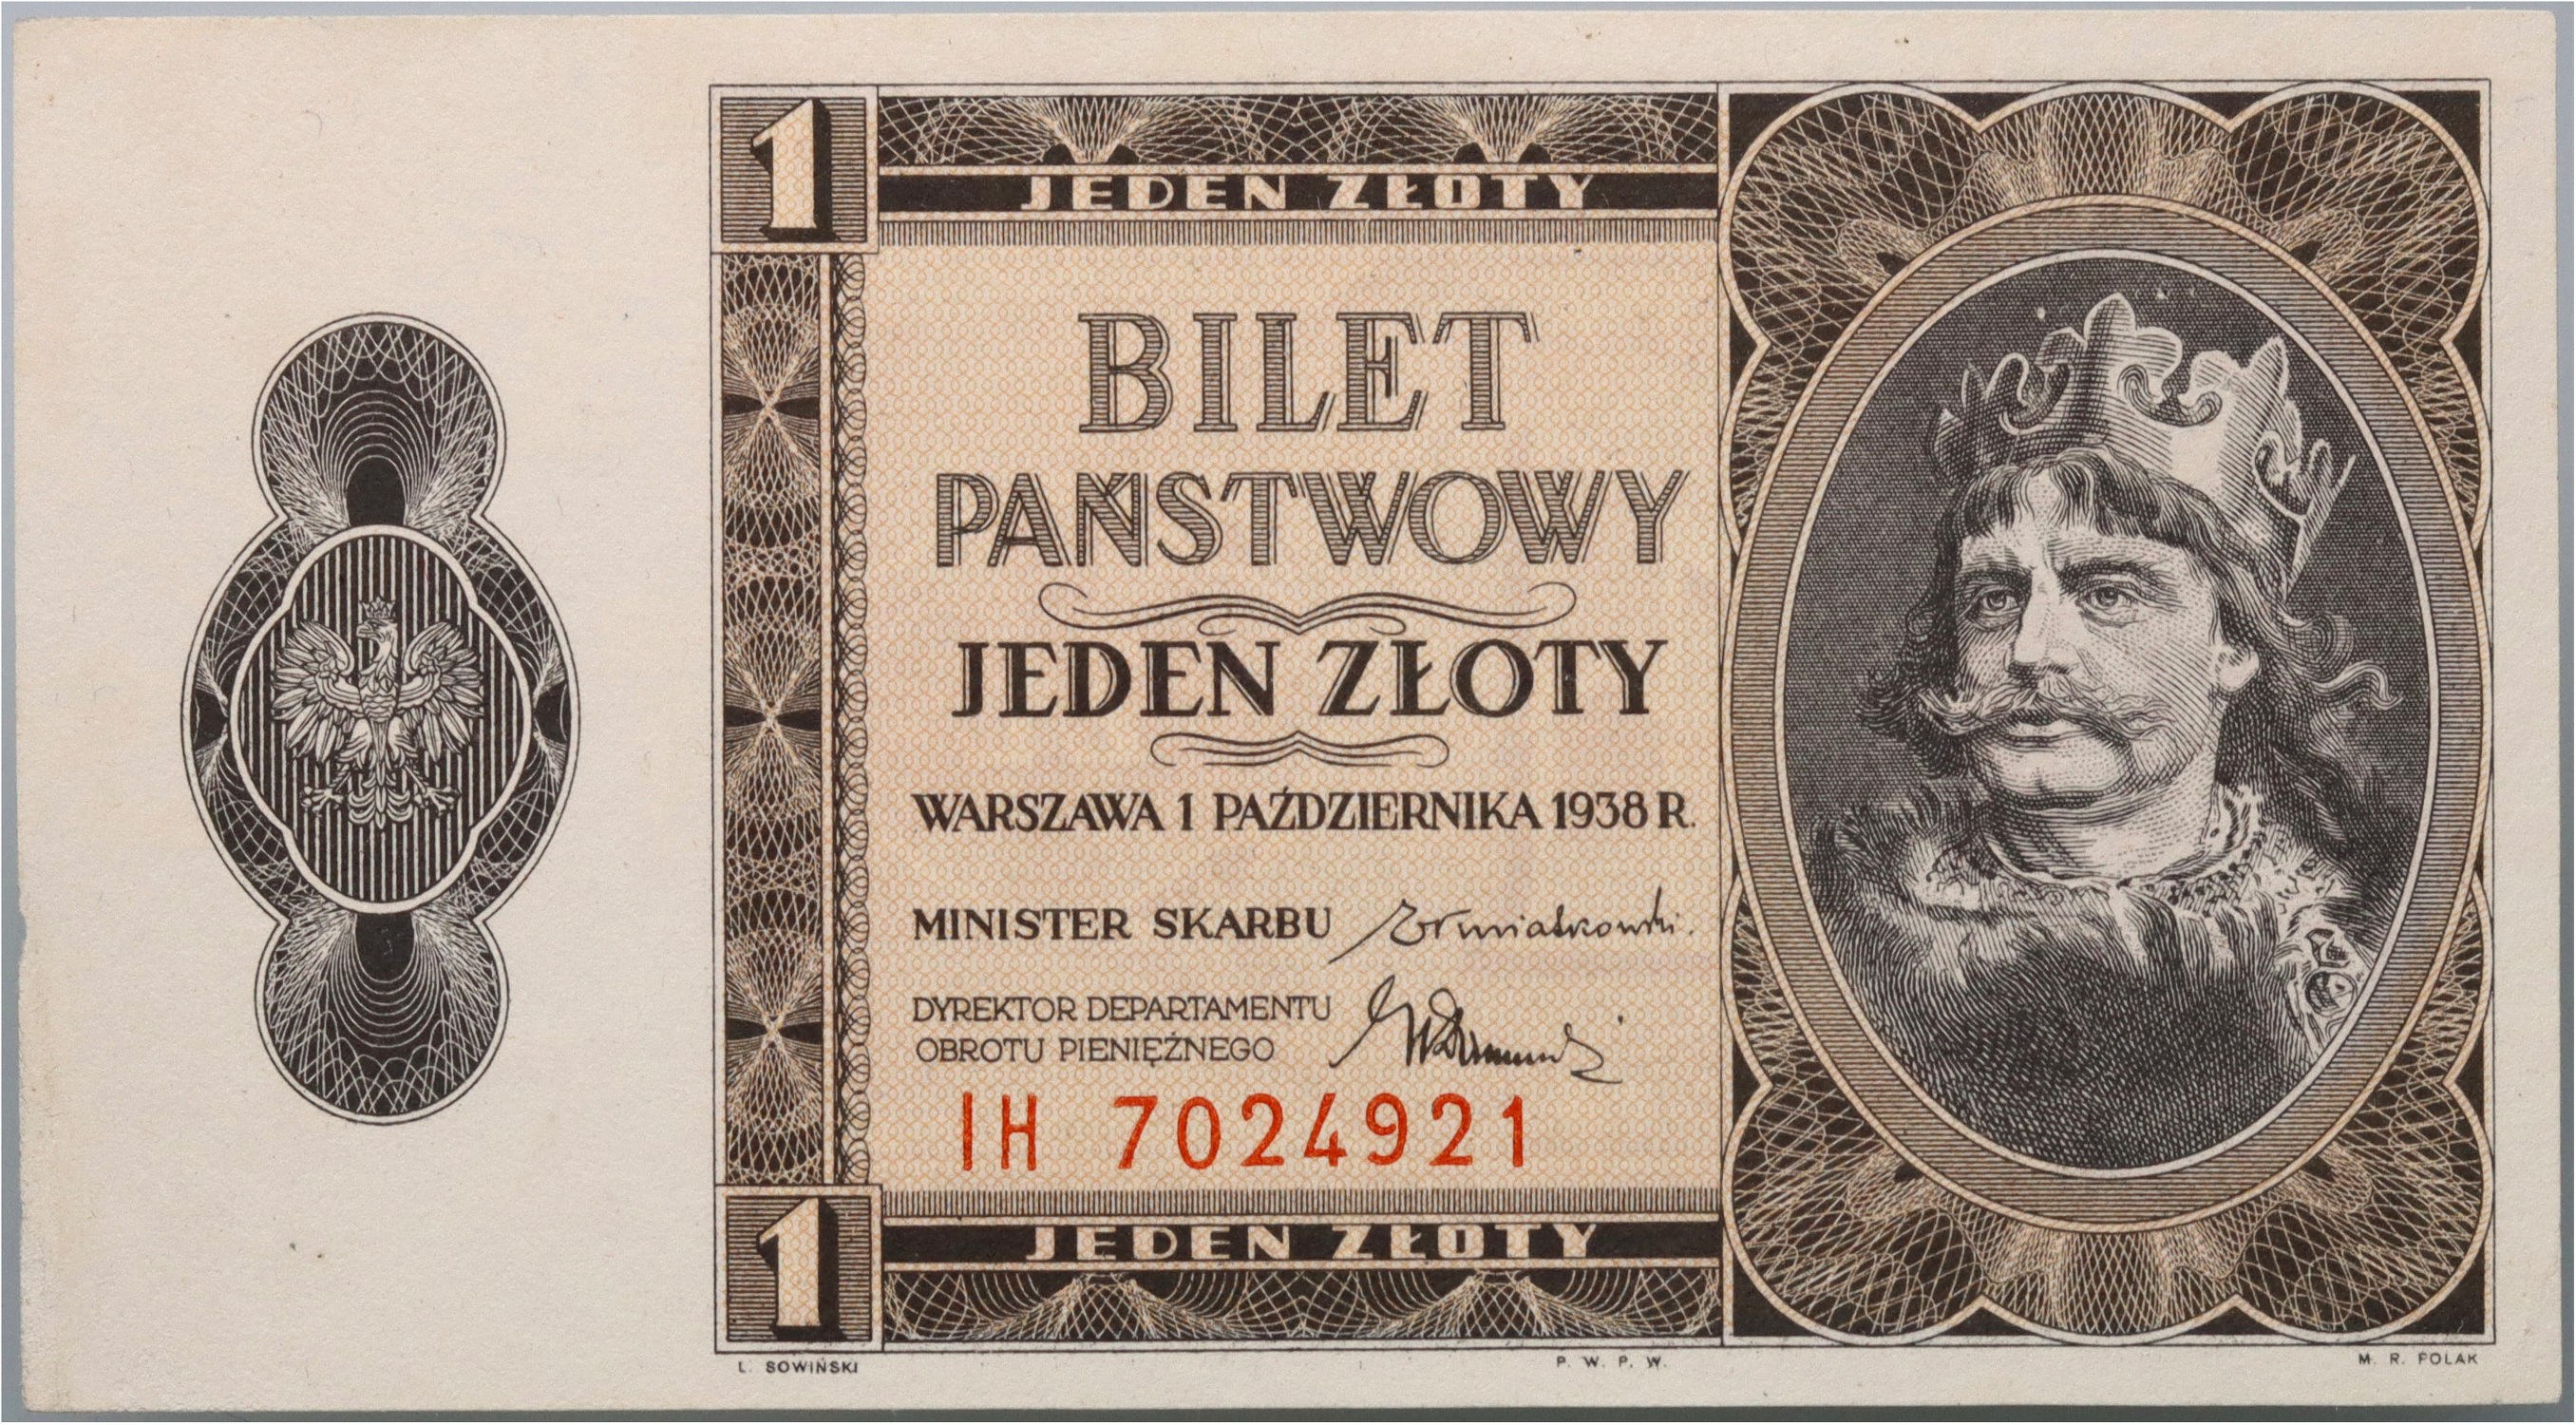 1
JEDEN ZŁOTY
BILET
PAŃSTWOWY
JEDEN ZŁOTY
WARSZAWA 1 PAŹDZIERNIKA 1938 R.
MINISTER SKARBU
DYREKTOR DEPARTAMENTU
OBROTU PIENIĘŻNEGO
IH 7024921
1
JEDEN ZŁOTY
L. SOWIŃSKI
P. W. P. W.
M. R. POLAK